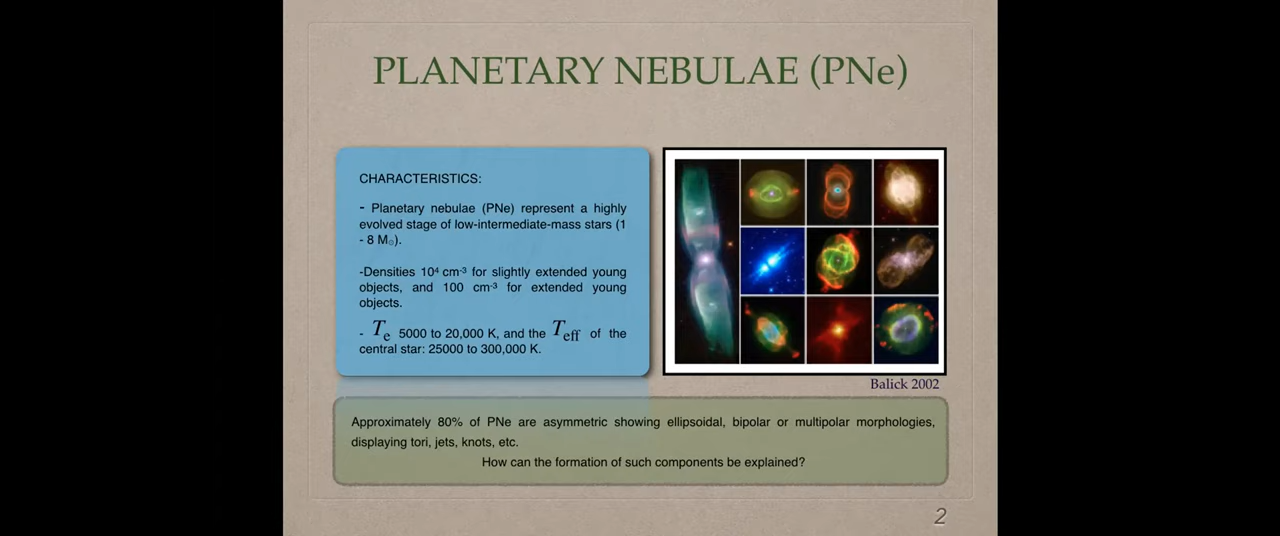 PLANETARY NEBULAE (PNe)
CHARACTERISTICS:
- Planetary nebulae (PNe) represent a highly
evolved stage of low-intermediate-mass stars (1
- 8 M☉).
-Densities 10⁴ cm⁻³ for slightly extended young
objects, and 100 cm⁻³ for extended young
objects.
- Tₑ 5000 to 20,000 K, and the T_eff of the
central star: 25000 to 300,000 K.
Balick 2002
Approximately 80% of PNe are asymmetric showing ellipsoidal, bipolar or multipolar morphologies,
displaying tori, jets, knots, etc.
How can the formation of such components be explained?
2